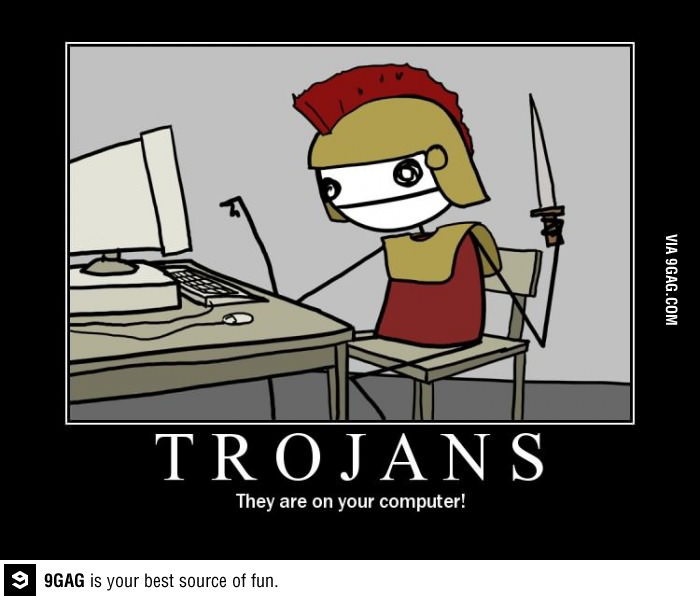 VIA 9GAG.COM
TROJANS
They are on your computer!
9GAG is your best source of fun.